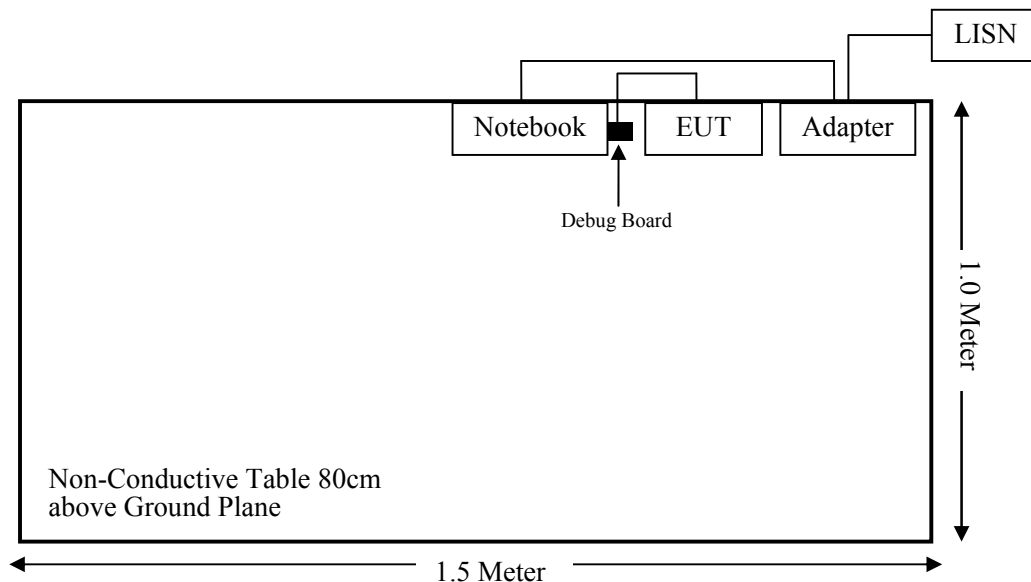 LISN
Notebook
EUT
Adapter
Debug Board
1.0 Meter
Non-Conductive Table 80cm
above Ground Plane
1.5 Meter